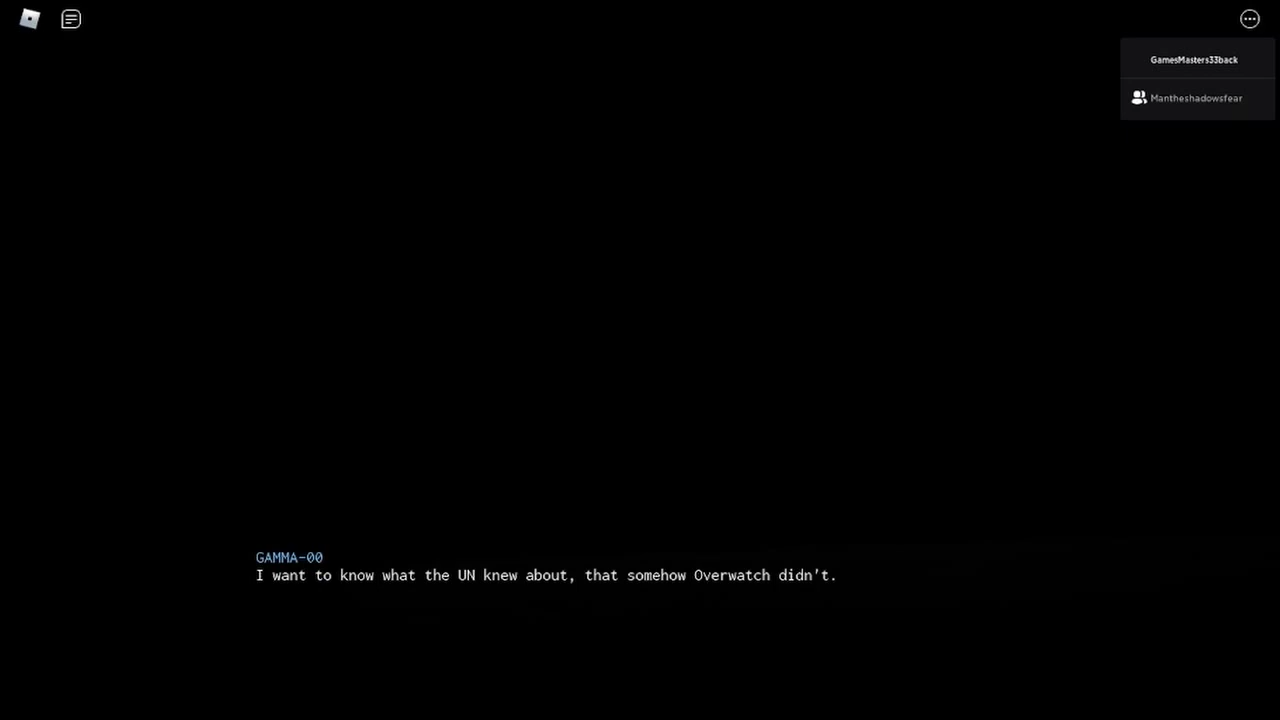 GamesMasters33back
Mantheshadowsfear
GAMMA-00
I want to know what the UN knew about, that somehow Overwatch didn't.